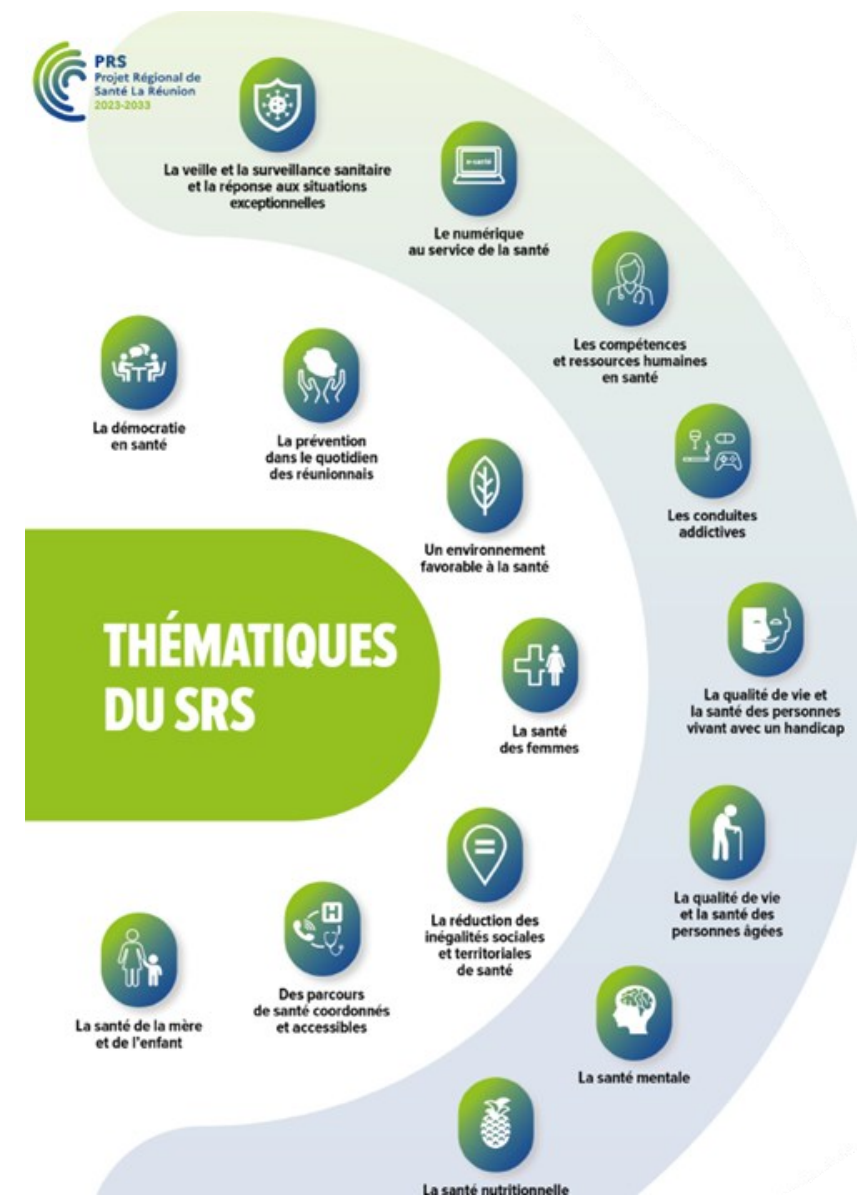 PRS
Projet Régional de
Santé La Réunion
2023-2033
La veille et la surveillance sanitaire
et la réponse aux situations
exceptionnelles
e-santé
Le numérique
au service de la santé
Les compétences
et ressources humaines
en santé
La démocratie
en santé
La prévention
dans le quotidien
des réunionnais
Les conduites
addictives
Un environnement
favorable à la santé
THÉMATIQUES
DU SRS
La qualité de vie et
la santé des personnes
vivant avec un handicap
La santé
des femmes
La qualité de vie
et la santé des
personnes âgées
La réduction des
inégalités sociales
et territoriales
de santé
H
Des parcours
de santé coordonnés
et accessibles
La santé de la mère
et de l'enfant
La santé mentale
La santé nutritionnelle